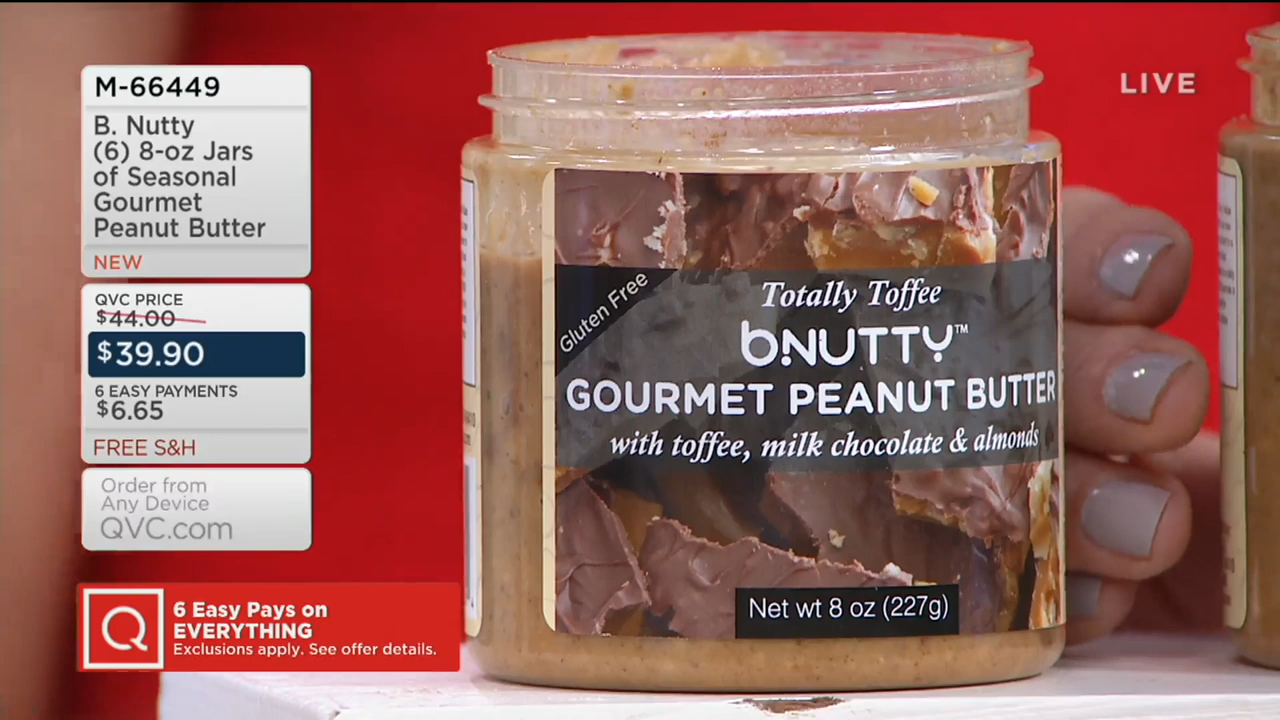 M-66449
B. Nutty
(6) 8-oz Jars
of Seasonal
Gourmet
Peanut Butter
NEW
QVC PRICE
$44.00
$39.90
6 EASY PAYMENTS
$6.65
FREE S&H
Order from
Any Device
QVC.com
Q
6 Easy Pays on
EVERYTHING
Exclusions apply. See offer details.
LIVE
Gluten Free
Totally Toffee
bNUTTY™
GOURMET PEANUT BUTTER
with toffee, milk chocolate & almonds
Net wt 8 oz (227g)